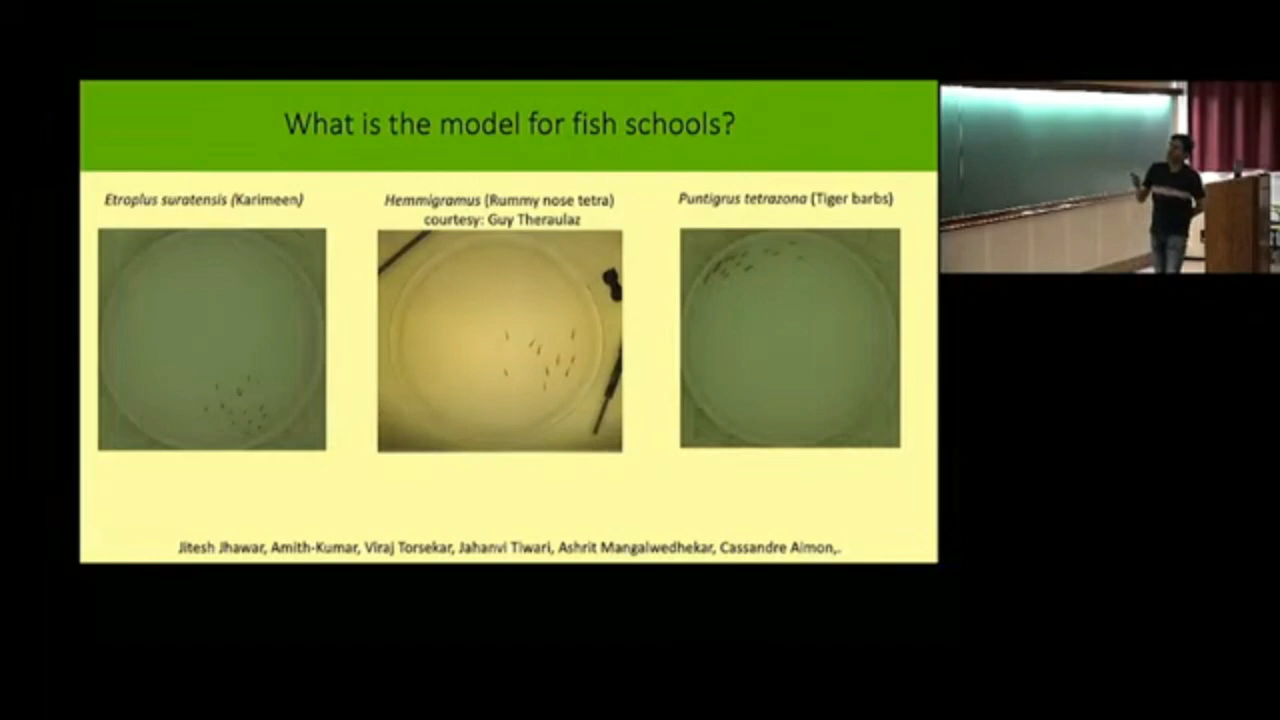 What is the model for fish schools?
Etroplus suratensis (Karimeen)
Hemmigramus (Rummy nose tetra)
courtesy: Guy Theraulaz
Puntigrus tetrazona (Tiger barbs)
Jitesh Jhawar, Amith-Kumar, Viraj Torsekar, Jahanvi Tiwari, Ashrit Mangalwedhekar, Cassandre Aimon,.